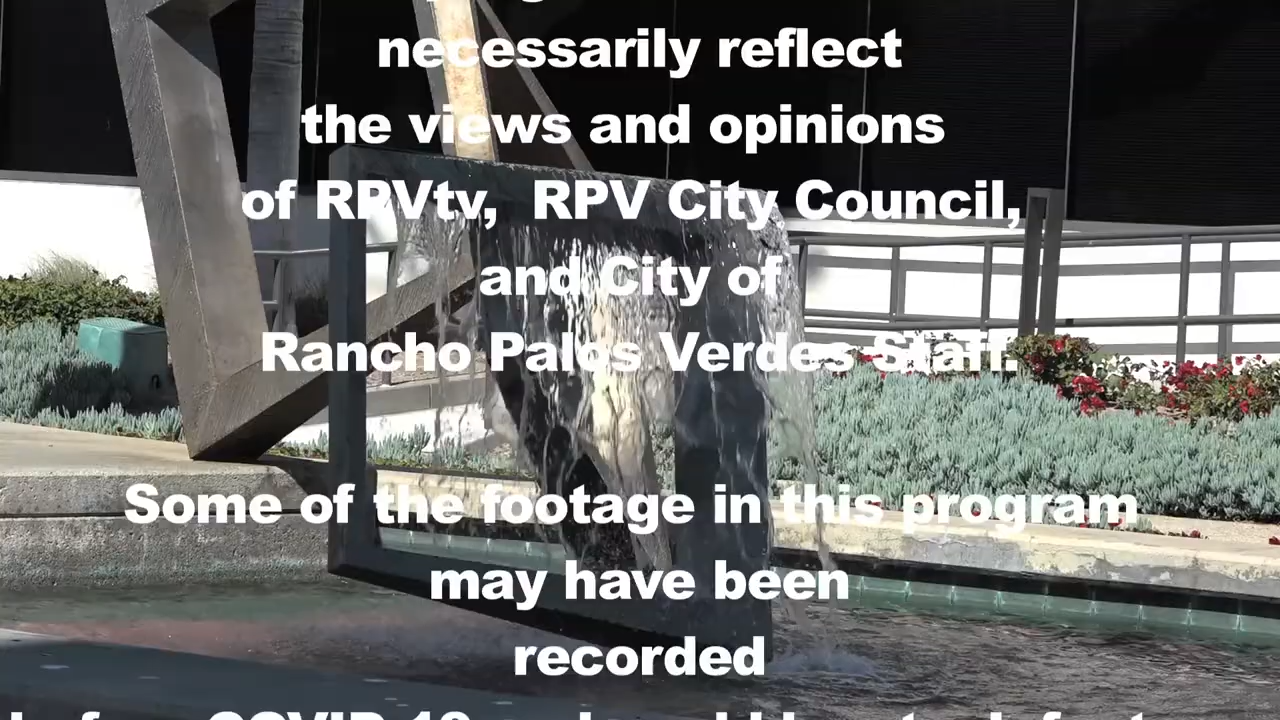 necessarily reflect
the views and opinions
of RPVtv, RPV City Council,
and City of
Rancho Palos Verdes Staff.
Some of the footage in this program
may have been
recorded